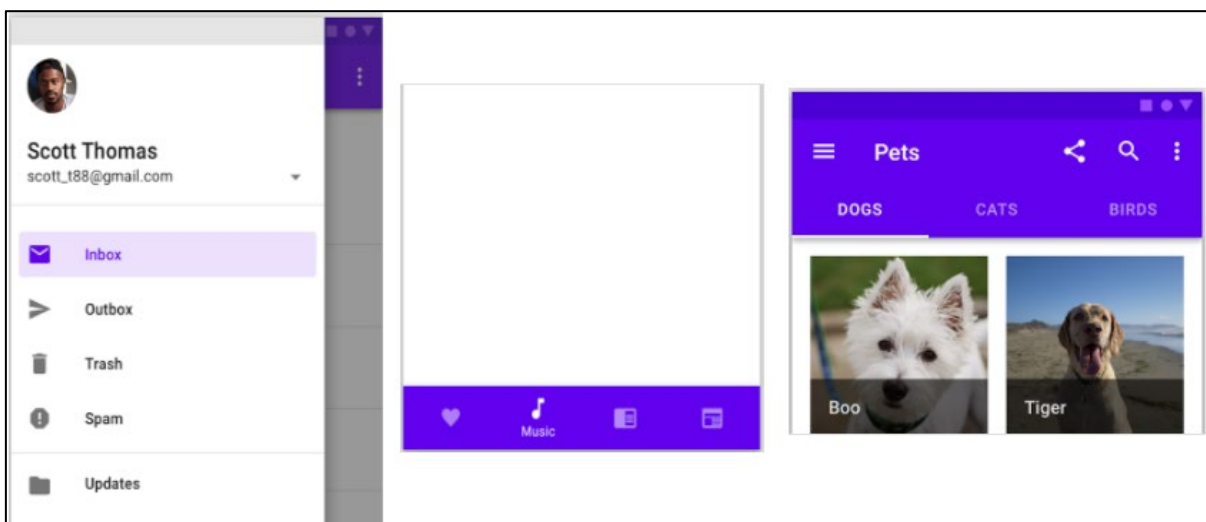 Scott Thomas
scott_t88@gmail.com
Inbox
Outbox
Trash
Spam
Updates
Music
Pets
DOGS CATS BIRDS
Boo Tiger